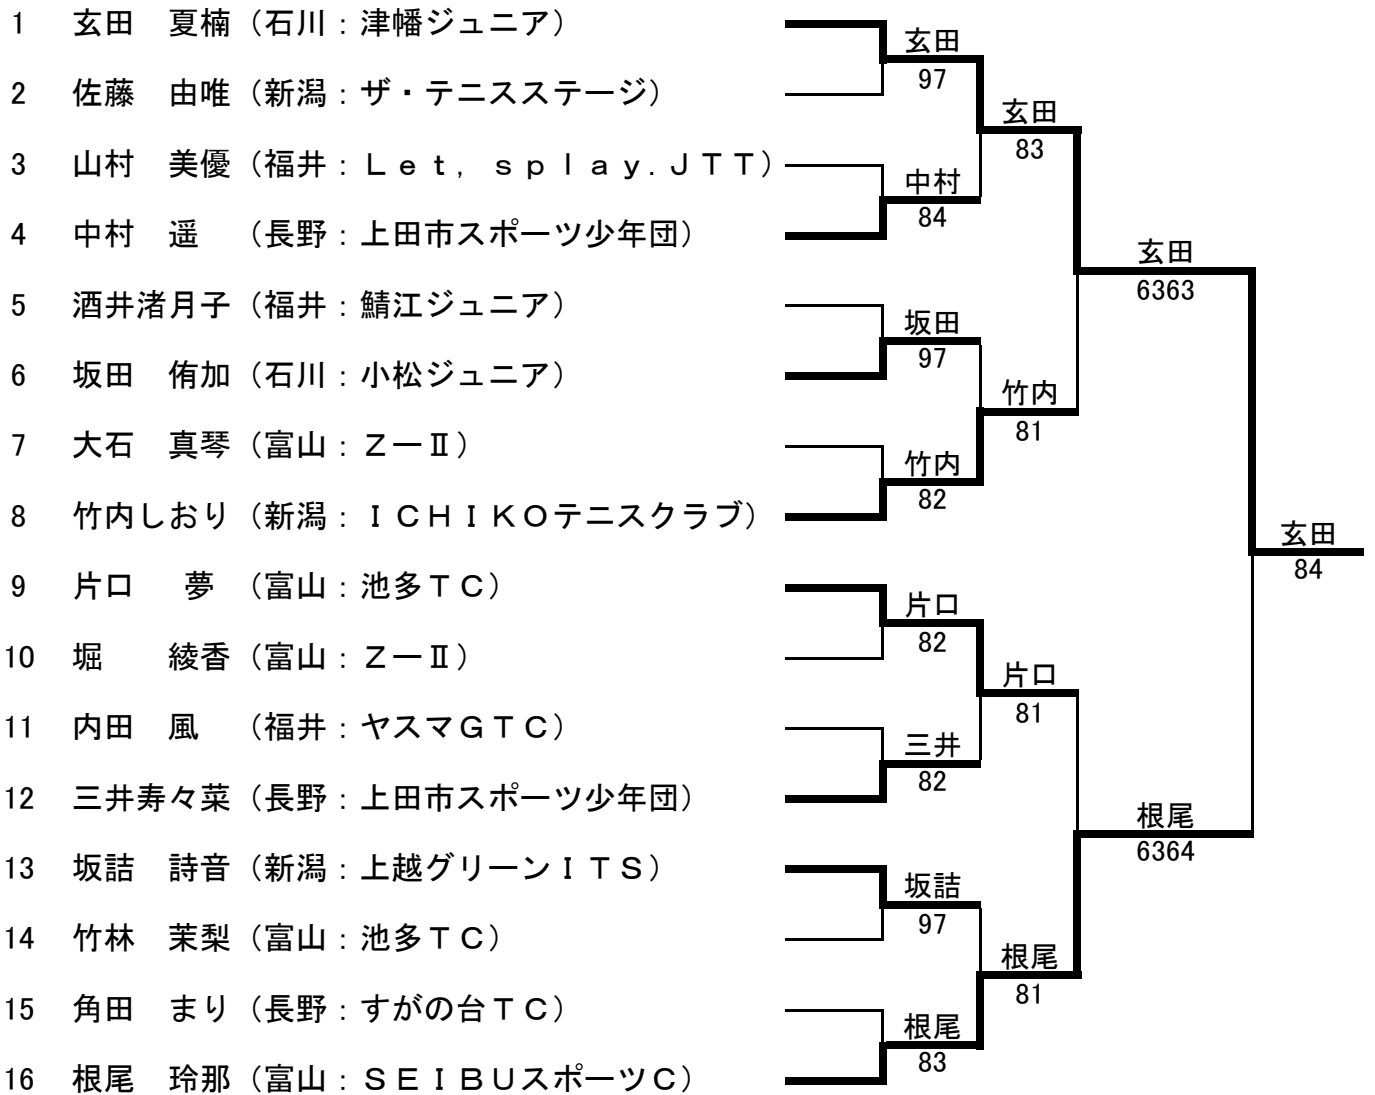 1 玄田　夏楠（石川：津幡ジュニア）
玄田
97
2 佐藤　由唯（新潟：ザ・テニスステージ）
玄田
83
3 山村　美優（福井：Ｌｅｔ，ｓｐｌａｙ．ＪＴＴ）
中村
84
4 中村　遥　（長野：上田市スポーツ少年団）
玄田
6363
5 酒井渚月子（福井：鯖江ジュニア）
坂田
97
6 坂田　侑加（石川：小松ジュニア）
竹内
81
7 大石　真琴（富山：Ｚ－Ⅱ）
竹内
82
8 竹内しおり（新潟：ＩＣＨＩＫＯテニスクラブ）
玄田
84
9 片口　夢　（富山：池多ＴＣ）
片口
82
10 堀　　綾香（富山：Ｚ－Ⅱ）
片口
81
11 内田　風　（福井：ヤスマＧＴＣ）
三井
82
12 三井寿々菜（長野：上田市スポーツ少年団）
根尾
6364
13 坂詰　詩音（新潟：上越グリーンＩＴＳ）
坂詰
97
14 竹林　茉梨（富山：池多ＴＣ）
根尾
81
15 角田　まり（長野：すがの台ＴＣ）
根尾
83
16 根尾　玲那（富山：ＳＥＩＢＵスポーツＣ）